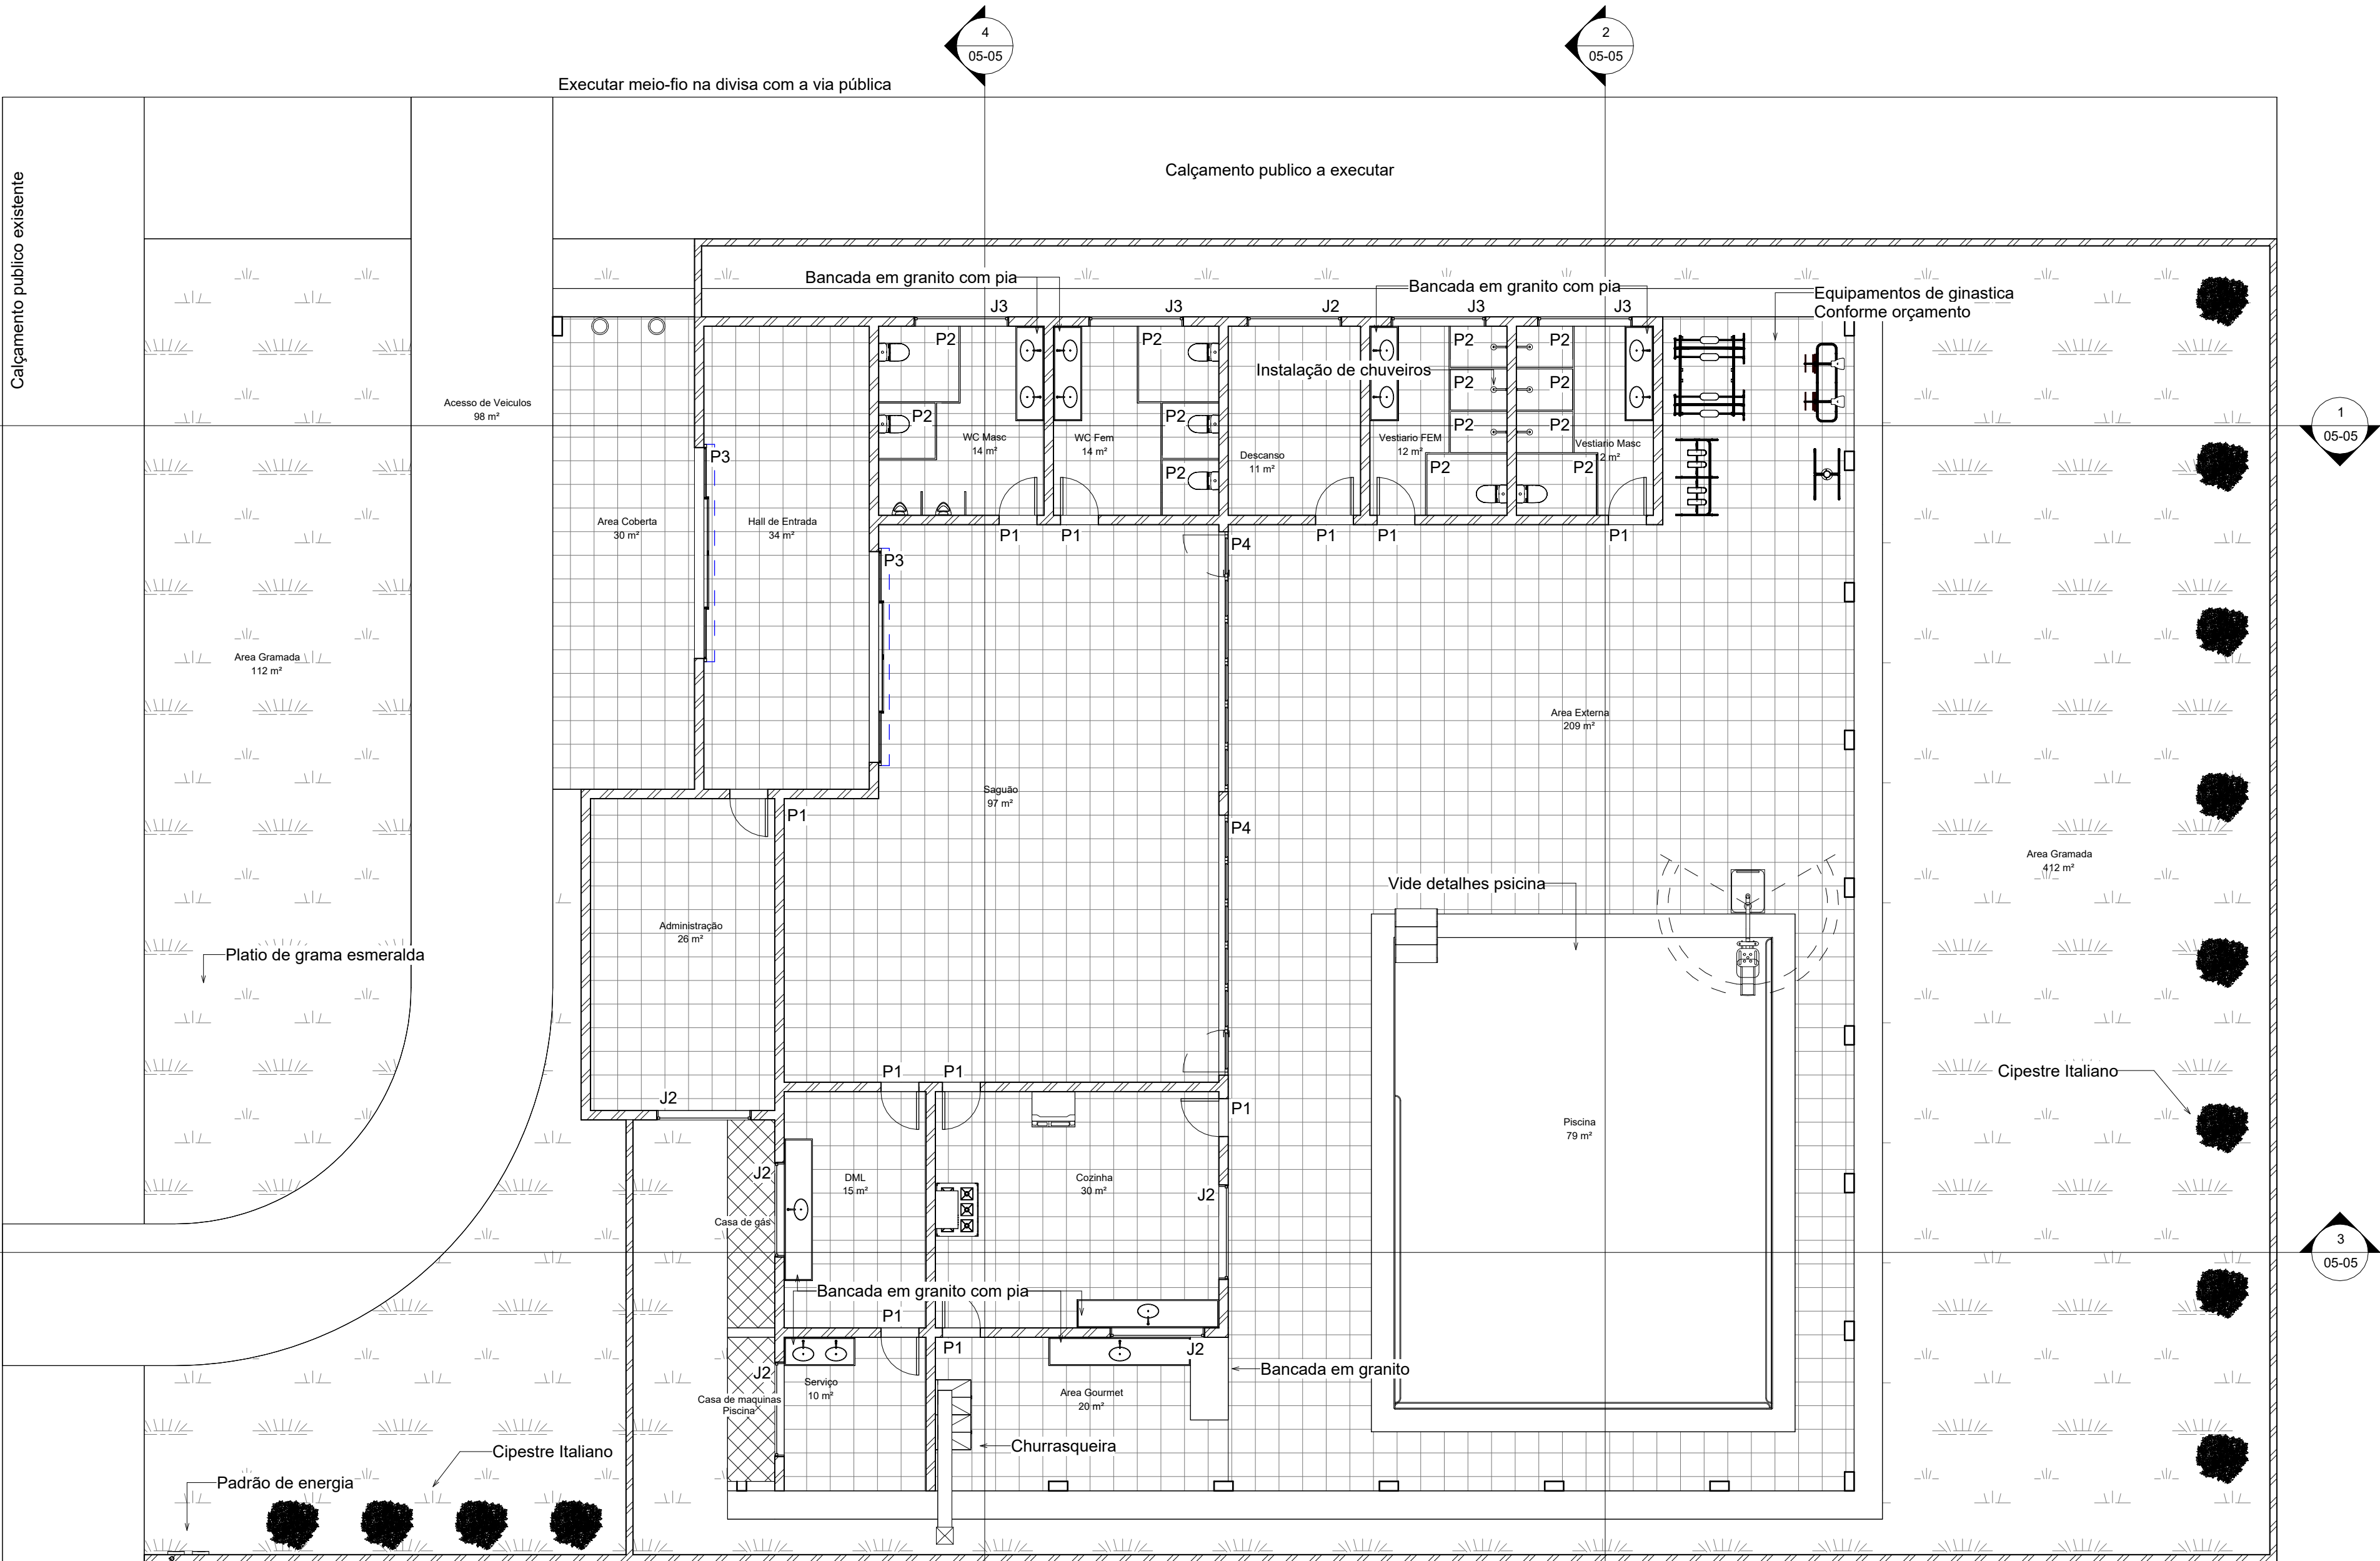 4
05-05
2
05-05
Executar meio-fio na divisa com a via pública
Calçamento publico existente
Calçamento publico a executar
Bancada em granito com pia
Bancada em granito com pia
Equipamentos de ginastica
Conforme orçamento
J3
J3
J2
J3
J3
P2
P2
P2
P2
P2
P2
Instalação de chuveiros
P2
P2
P2
P2
P2
P2
P2
Acesso de Veiculos
98 m²
1
05-05
WC Masc
14 m²
WC Fem
14 m²
Descanso
11 m²
Vestiario FEM
12 m²
Vestiario Masc
2 m²
P3
Area Coberta
30 m²
Hall de Entrada
34 m²
P1
P1
P1
P1
P1
P4
P3
Area Gramada
112 m²
Area Externa
209 m²
Saguão
97 m²
P1
P4
Area Gramada
412 m²
Vide detalhes psicina
Administração
26 m²
Platio de grama esmeralda
P1
P1
Cipestre Italiano
J2
P1
Piscina
79 m²
J2
DML
15 m²
Cozinha
30 m²
J2
Casa de gás
3
05-05
Bancada em granito com pia
P1
P1
J2
J2
Bancada em granito
Serviço
10 m²
Area Gourmet
20 m²
Casa de maquinas
Piscina
Churrasqueira
Cipestre Italiano
Padrão de energia